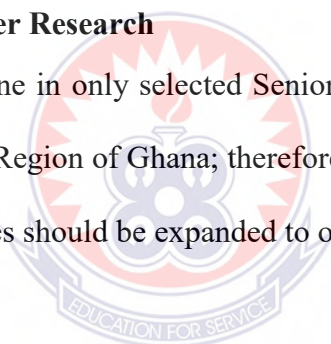 er Research
ne in only selected Senior
Region of Ghana; therefore
es should be expanded to o
EDUCATION FOR SERVICE